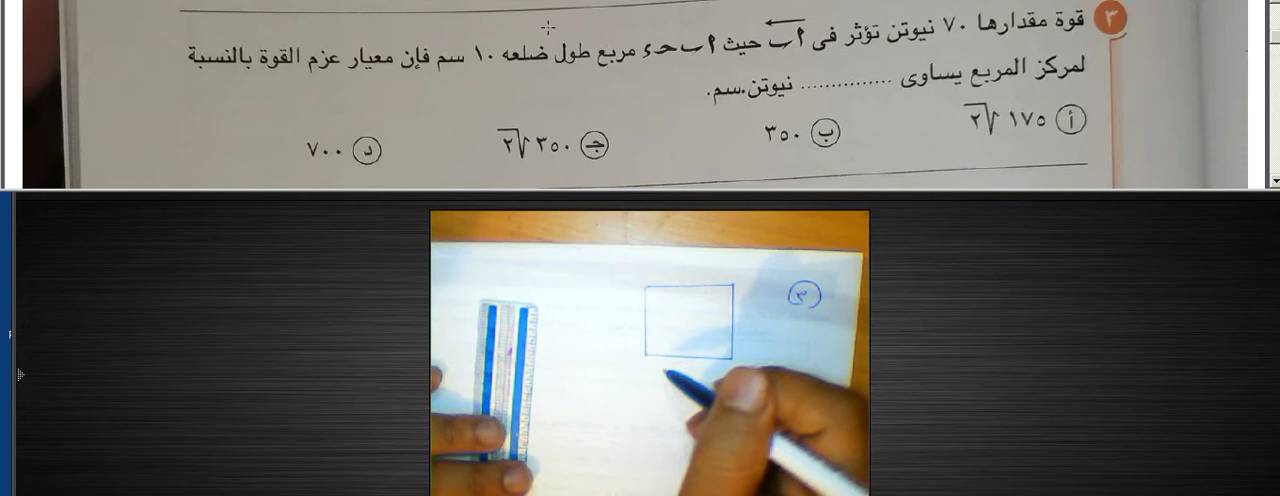 ٣ قوة مقدارها ٧٠ نيوتن تؤثر فى أب حيث أ ب حـ ء مربع طول ضلعه ١٠ سم فإن معيار عزم القوة بالنسبة
لمركز المربع يساوى ............... نيوتن.سم.
أ ١٧٥ √٢ ب ٣٥٠ جـ ٣٥٠ √٢ د ٧٠٠
٣